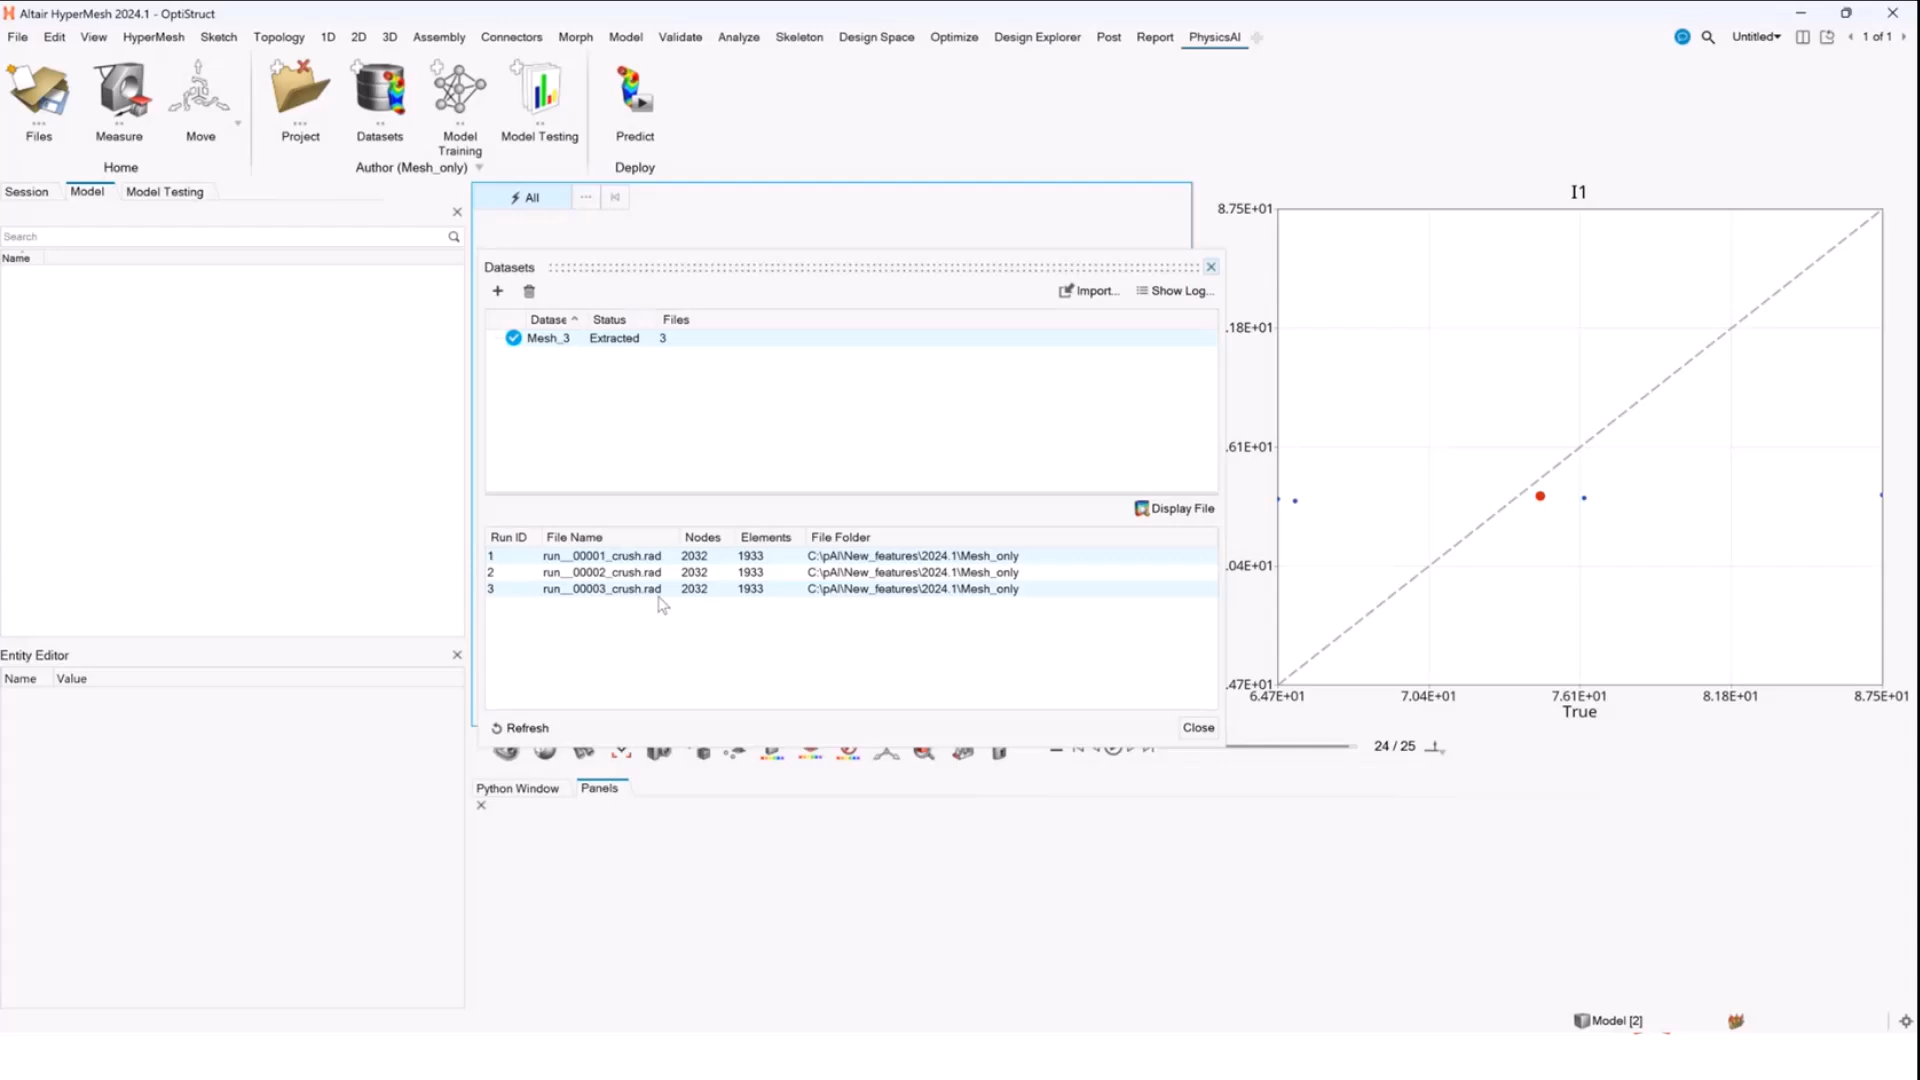 Altair HyperMesh 2024.1 - OptiStruct
File Edit View HyperMesh Sketch Topology 1D 2D 3D Assembly Connectors Morph Model Validate Analyze Skeleton Design Space Optimize Design Explorer Post Report PhysicsAI
Untitled 1 of 1
Files Measure Move Project Datasets Model Training Model Testing Predict
Home Author (Mesh_only) Deploy
Session Model Model Testing
Search
Name
Entity Editor
Name Value
All
Datasets
Import... Show Log...
Datase Status Files
Mesh_3 Extracted 3
Display File
Run ID File Name Nodes Elements File Folder
1 run__00001_crush.rad 2032 1933 C:\pAI\New_features\2024.1\Mesh_only
2 run__00002_crush.rad 2032 1933 C:\pAI\New_features\2024.1\Mesh_only
3 run__00003_crush.rad 2032 1933 C:\pAI\New_features\2024.1\Mesh_only
Refresh Close
I1
8.75E+01
.18E+01
.61E+01
.04E+01
.47E+01
6.47E+01 7.04E+01 7.61E+01 8.18E+01 8.75E+01
True
24 / 25
Python Window Panels
Model [2]